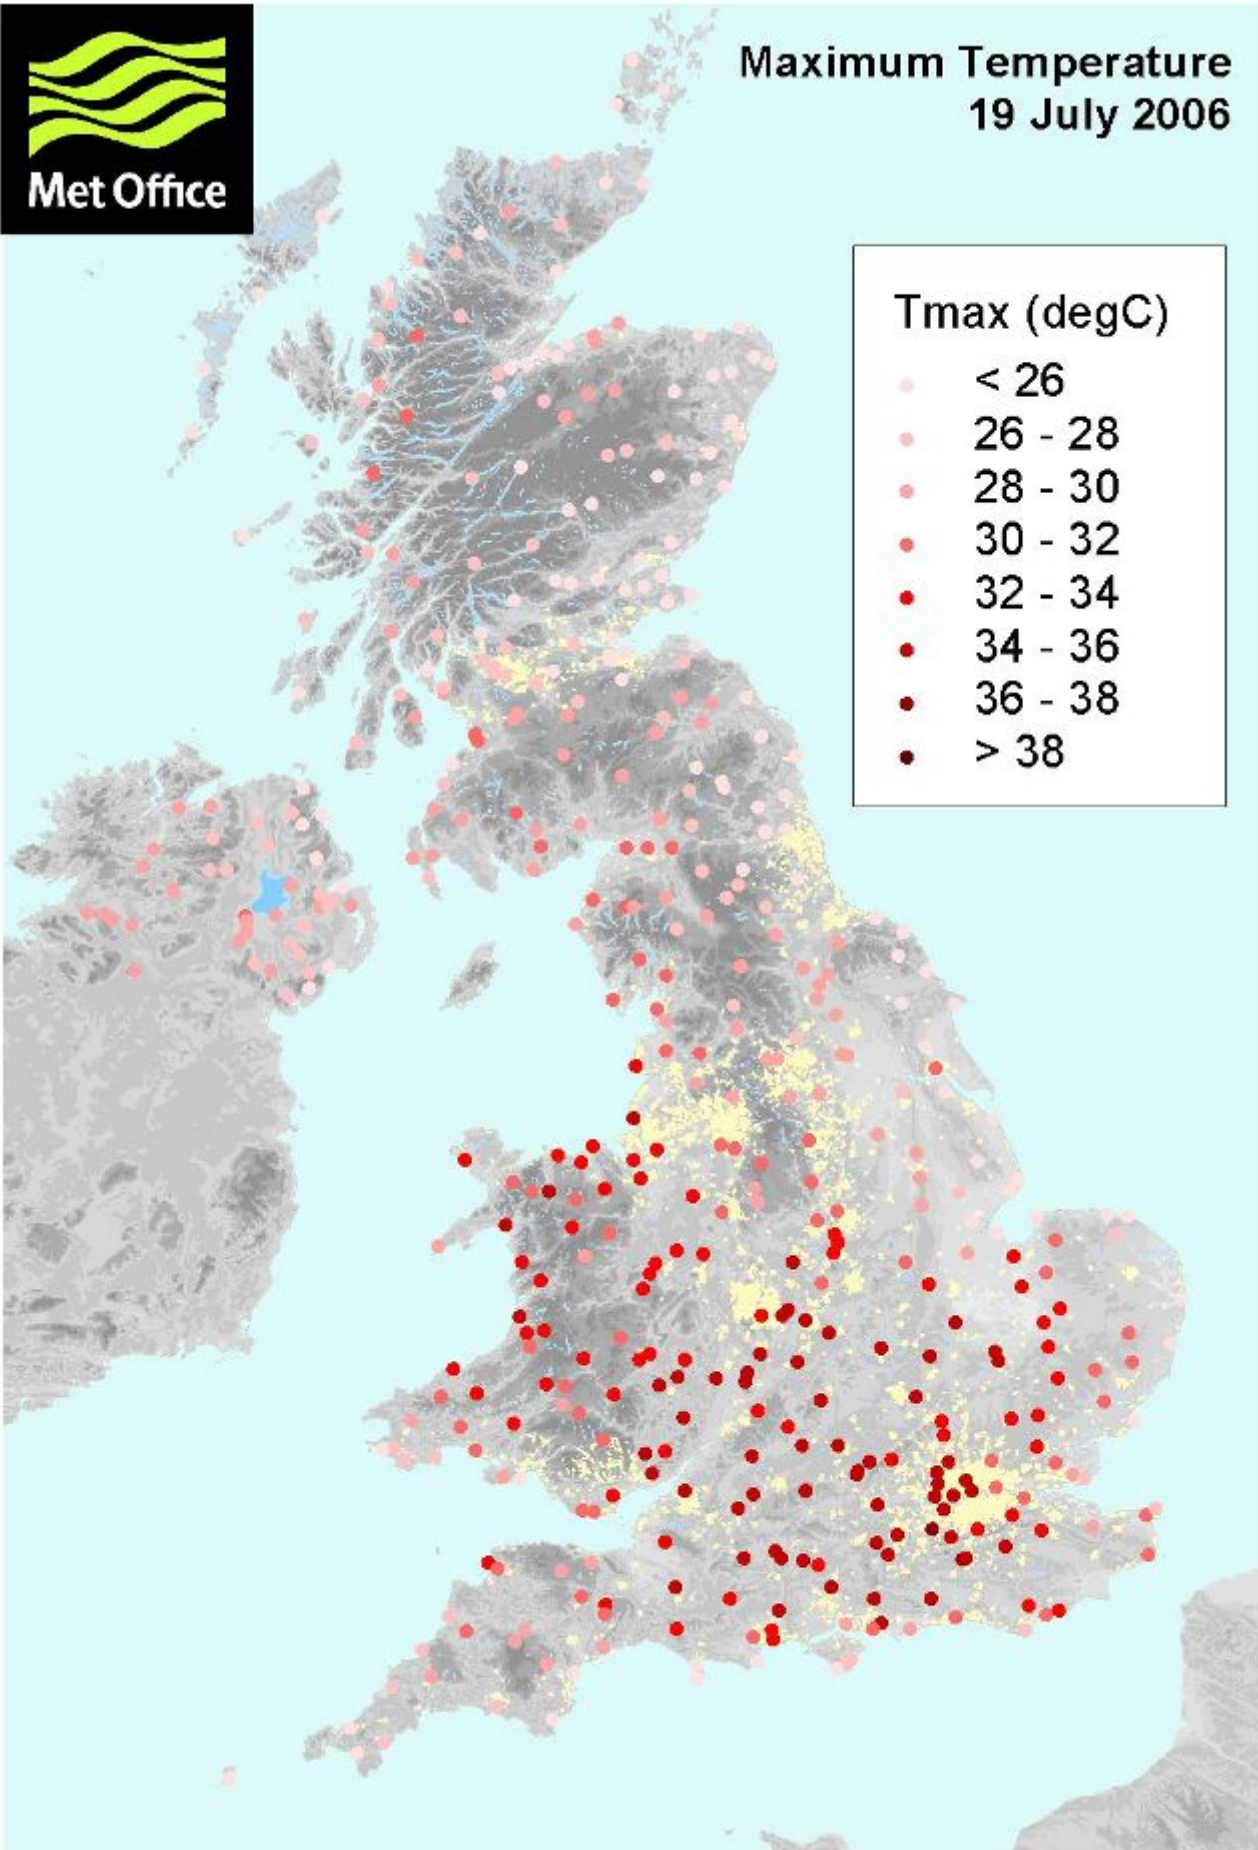 Met Office
Maximum Temperature
19 July 2006
Tmax (degC)
< 26
26 - 28
28 - 30
30 - 32
32 - 34
34 - 36
36 - 38
> 38